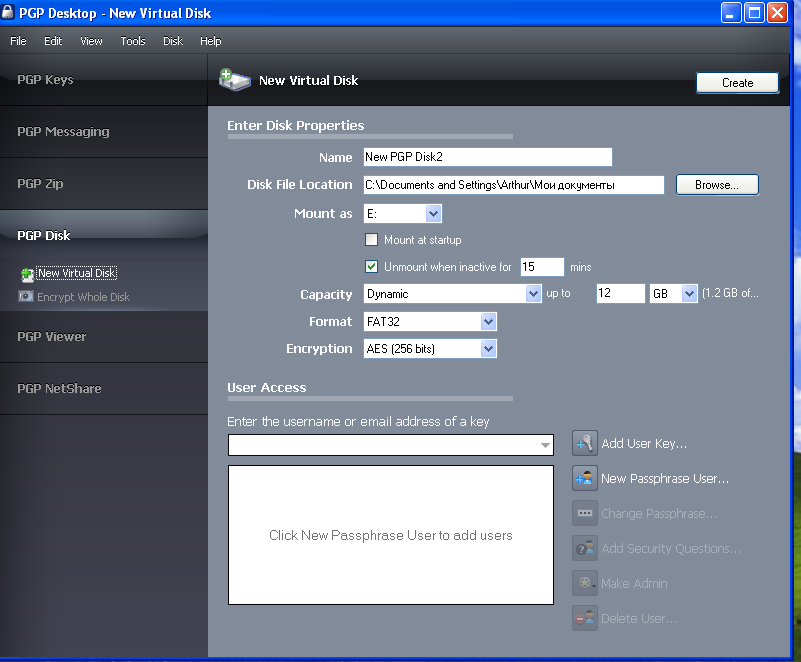 PGP Desktop - New Virtual Disk
File Edit View Tools Disk Help
PGP Keys
PGP Messaging
PGP Zip
PGP Disk
New Virtual Disk
Encrypt Whole Disk
PGP Viewer
PGP NetShare
New Virtual Disk
Create
Enter Disk Properties
Name New PGP Disk2
Disk File Location C:\Documents and Settings\Arthur\Мои документы Browse...
Mount as E:
Mount at startup
Unmount when inactive for 15 mins
Capacity Dynamic up to 12 GB (1.2 GB of...
Format FAT32
Encryption AES (256 bits)
User Access
Enter the username or email address of a key
Click New Passphrase User to add users
Add User Key...
New Passphrase User...
Change Passphrase...
Add Security Questions...
Make Admin
Delete User...